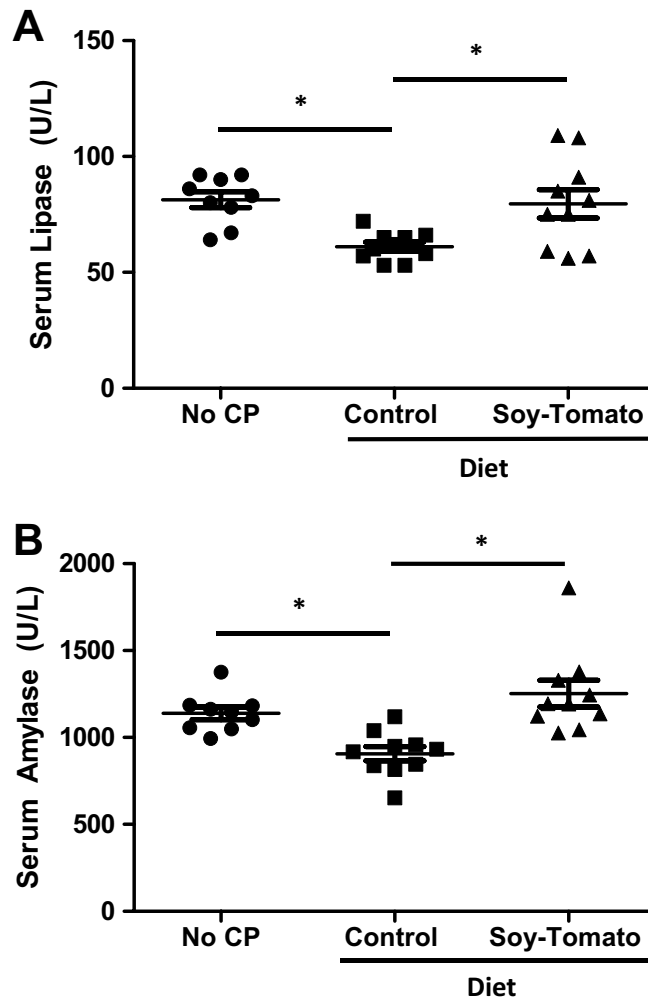 A
150
*
*
100
Serum Lipase (U/L)
50
0
No CP Control Soy-Tomato
Diet
B
2000
*
*
1500
Serum Amylase (U/L)
1000
500
0
No CP Control Soy-Tomato
Diet